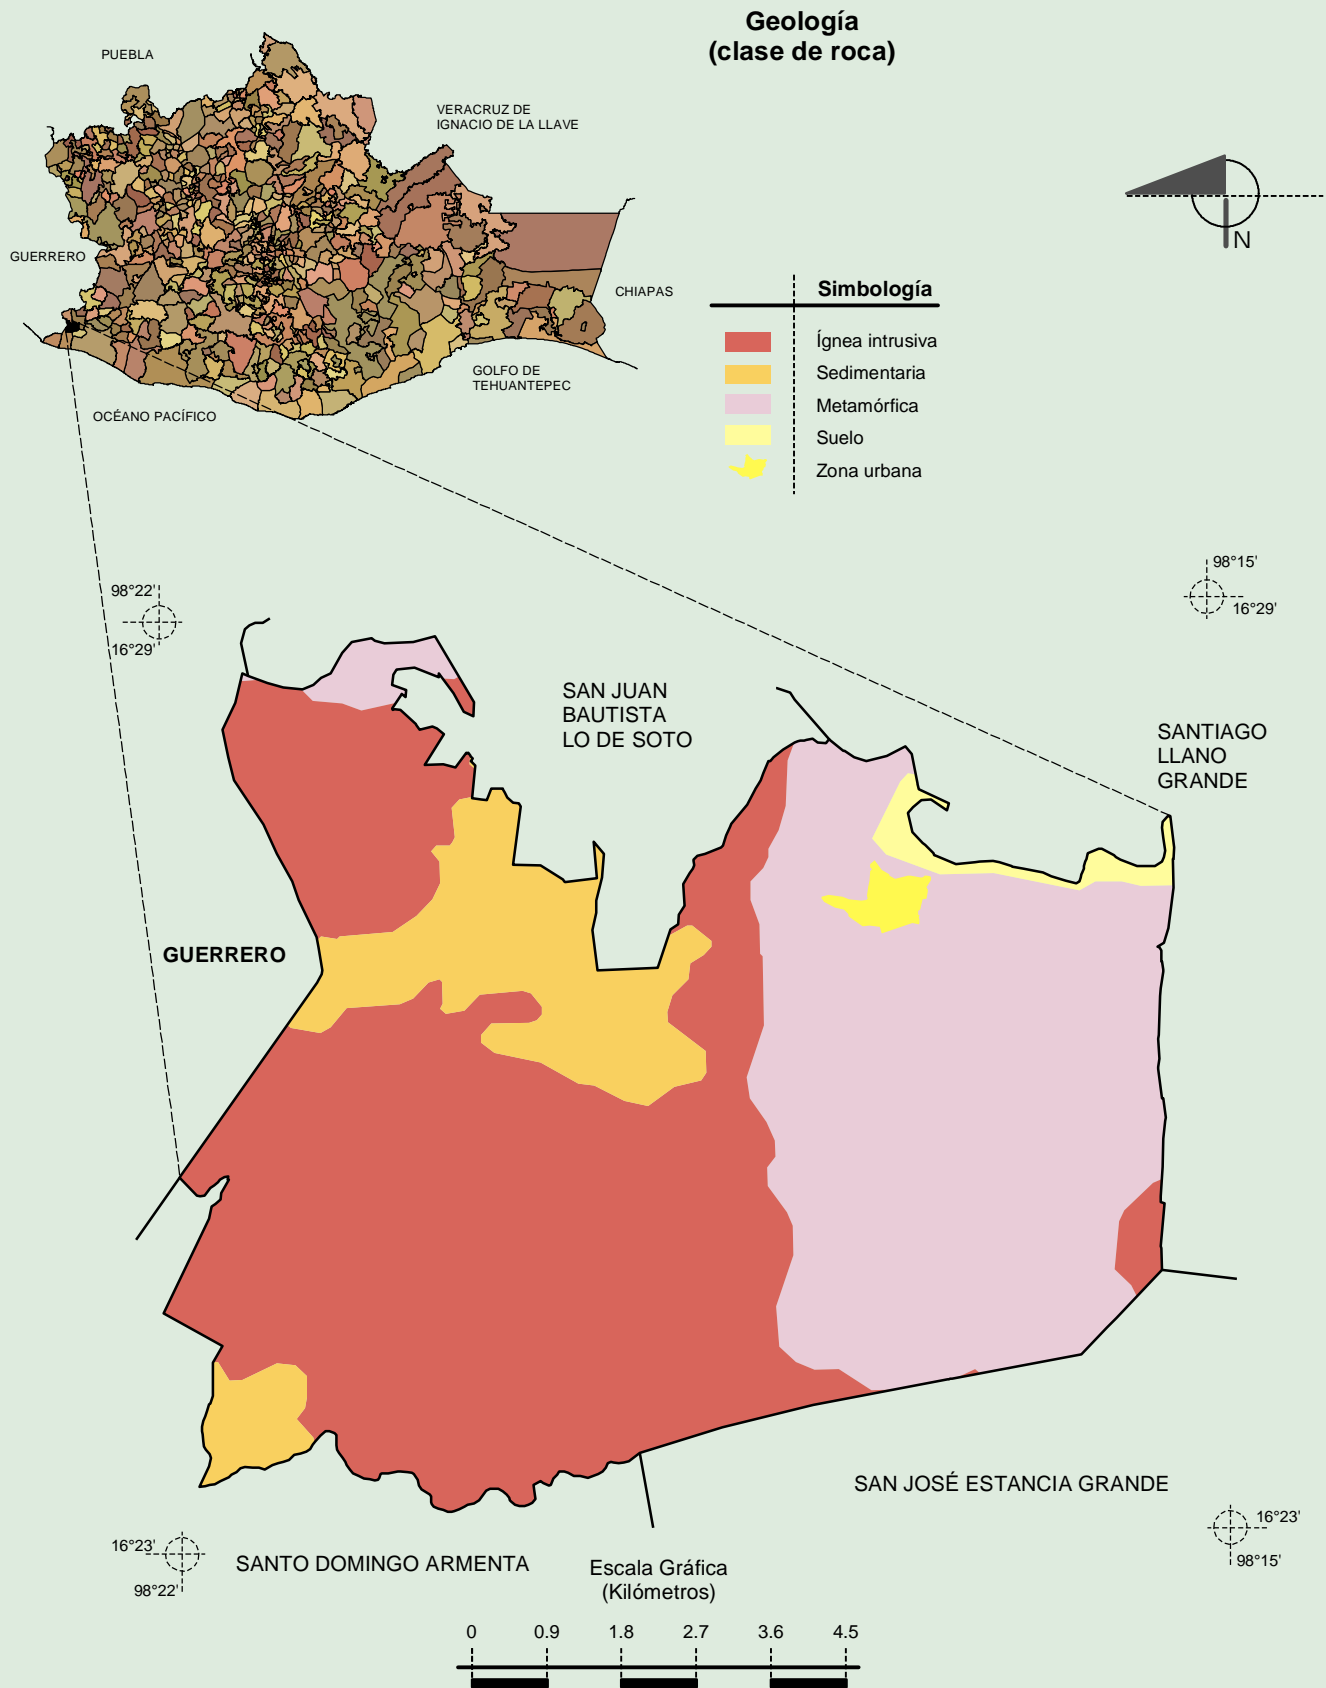 Geología
(clase de roca)
PUEBLA
VERACRUZ DE
IGNACIO DE LA LLAVE
GUERRERO
CHIAPAS
GOLFO DE
TEHUANTEPEC
OCÉANO PACÍFICO
N
Simbología
Ígnea intrusiva
Sedimentaria
Metamórfica
Suelo
Zona urbana
98°22'
16°29'
98°15'
16°29'
SAN JUAN
BAUTISTA
LO DE SOTO
SANTIAGO
LLANO
GRANDE
GUERRERO
SAN JOSÉ ESTANCIA GRANDE
16°23'
98°22'
SANTO DOMINGO ARMENTA
16°23'
98°15'
Escala Gráfica
(Kilómetros)
0 0.9 1.8 2.7 3.6 4.5